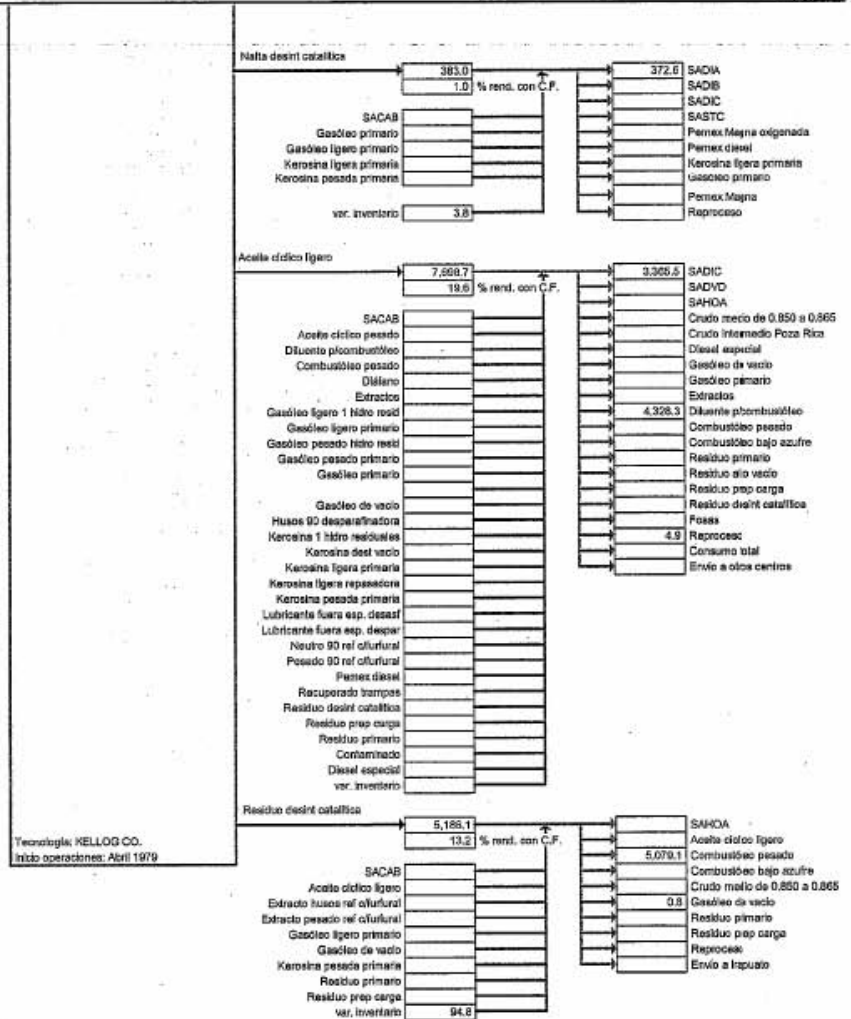 Nafta desint catalítica
383.0
1.0 % rend. con C.F.
SACAB
Gasóleo primario
Gasóleo ligero primario
Kerosina ligera primaria
Kerosina pesada primaria
var. inventario 3.8
372.6 SADIA
SADIB
SADIC
SASTC
Pemex Magna oxigenada
Pemex diesel
Kerosina ligera primaria
Gasóleo primario
Pemex Magna
Reproceso
Aceite cíclico ligero
7,698.7
19.6 % rend. con C.F.
SACAB
Aceite cíclico pesado
Diluente p/combustóleo
Combustóleo pesado
Diáfano
Extractos
Gasóleo ligero 1 hidro resid
Gasóleo ligero primario
Gasóleo pesado hidro resid
Gasóleo pesado primario
Gasóleo primario
Gasóleo de vacío
Husos 90 desparafinadora
Kerosina 1 hidro residuales
Kerosina dest vacío
Kerosina ligera primaria
Kerosina ligera repasadora
Kerosina pesada primaria
Lubricante fuera esp. desasf
Lubricante fuera esp. despar
Neutro 90 ref c/furfural
Pesado 90 ref c/furfural
Pemex diesel
Recuperado trampas
Residuo desint catalítica
Residuo prep carga
Residuo primario
Contaminado
Diesel especial
var. inventario
3,365.5 SADIC
SADVD
SAHOA
Crudo medio de 0.850 a 0.865
Crudo Intermedio Poza Rica
Diesel especial
Gasóleo de vacío
Gasóleo primario
Extractos
4,328.3 Diluente p/combustóleo
Combustóleo pesado
Combustóleo bajo azufre
Residuo primario
Residuo alto vacío
Residuo prep carga
Residuo desint catalítica
Fosas
4.9 Reproceso
Consumo total
Envío a otros centros
Residuo desint catalítica
5,186.1
13.2 % rend. con C.F.
SACAB
Aceite cíclico ligero
Extracto husos ref c/furfural
Extracto pesado ref c/furfural
Gasóleo ligero primario
Gasóleo de vacío
Kerosina pesada primaria
Residuo primario
Residuo prep carga
var. inventario 94.8
SAHOA
Aceite cíclico ligero
5,079.1 Combustóleo pesado
Combustóleo bajo azufre
Crudo medio de 0.850 a 0.865
0.8 Gasóleo de vacío
Residuo primario
Residuo prep carga
Reproceso
Envío a Irapuato
Tecnología: KELLOG CO.
Inicio operaciones: Abril 1979